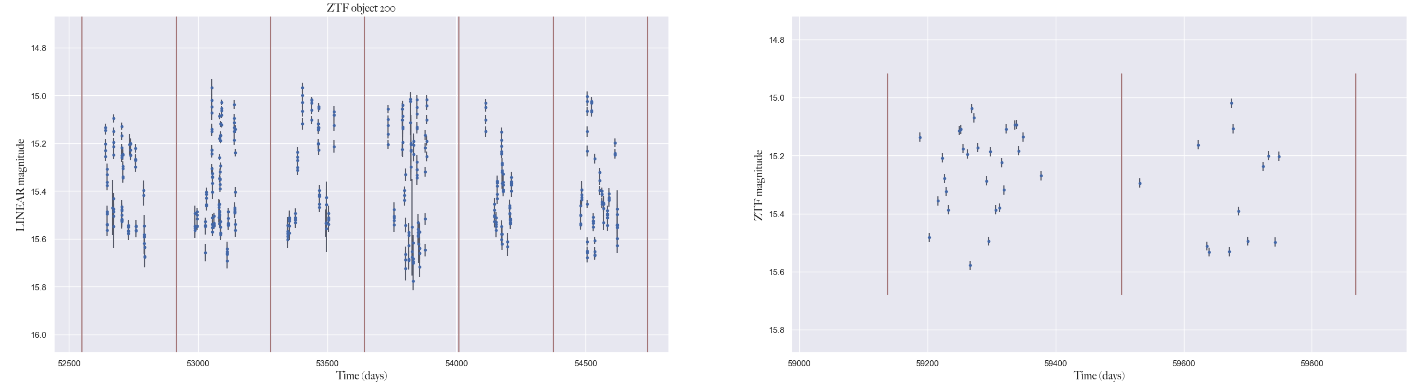 ZTF object 200
14.8
15.0
15.2
15.4
15.6
15.8
16.0
LINEAR magnitude
52500 53000 53500 54000 54500
Time (days)
14.8
15.0
15.2
15.4
15.6
15.8
ZTF magnitude
59000 59200 59400 59600 59800
Time (days)